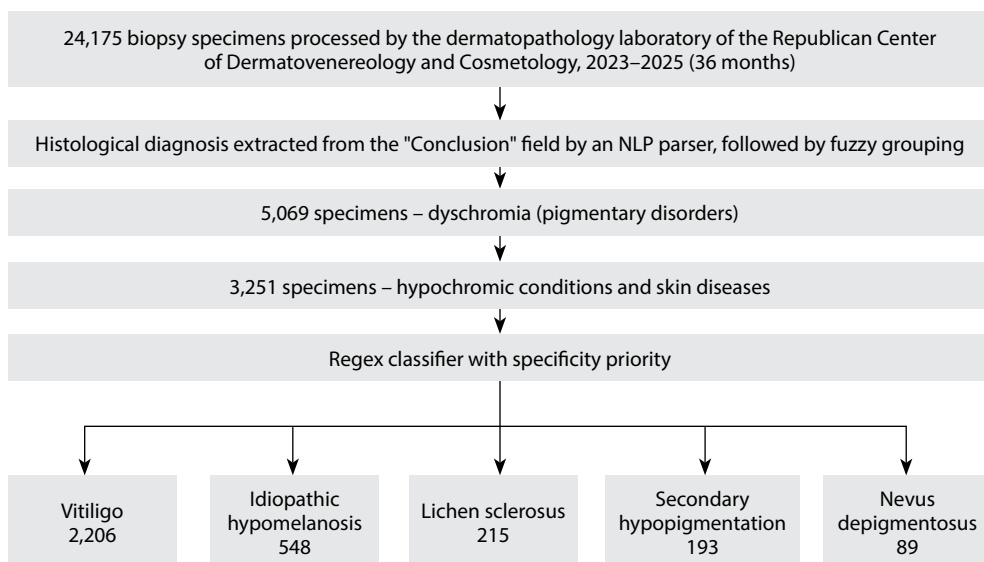 24,175 biopsy specimens processed by the dermatopathology laboratory of the Republican Center
of Dermatovenereology and Cosmetology, 2023–2025 (36 months)
Histological diagnosis extracted from the "Conclusion" field by an NLP parser, followed by fuzzy grouping
5,069 specimens – dyschromia (pigmentary disorders)
3,251 specimens – hypochromic conditions and skin diseases
Regex classifier with specificity priority
Vitiligo
2,206
Idiopathic
hypomelanosis
548
Lichen sclerosus
215
Secondary
hypopigmentation
193
Nevus
depigmentosus
89